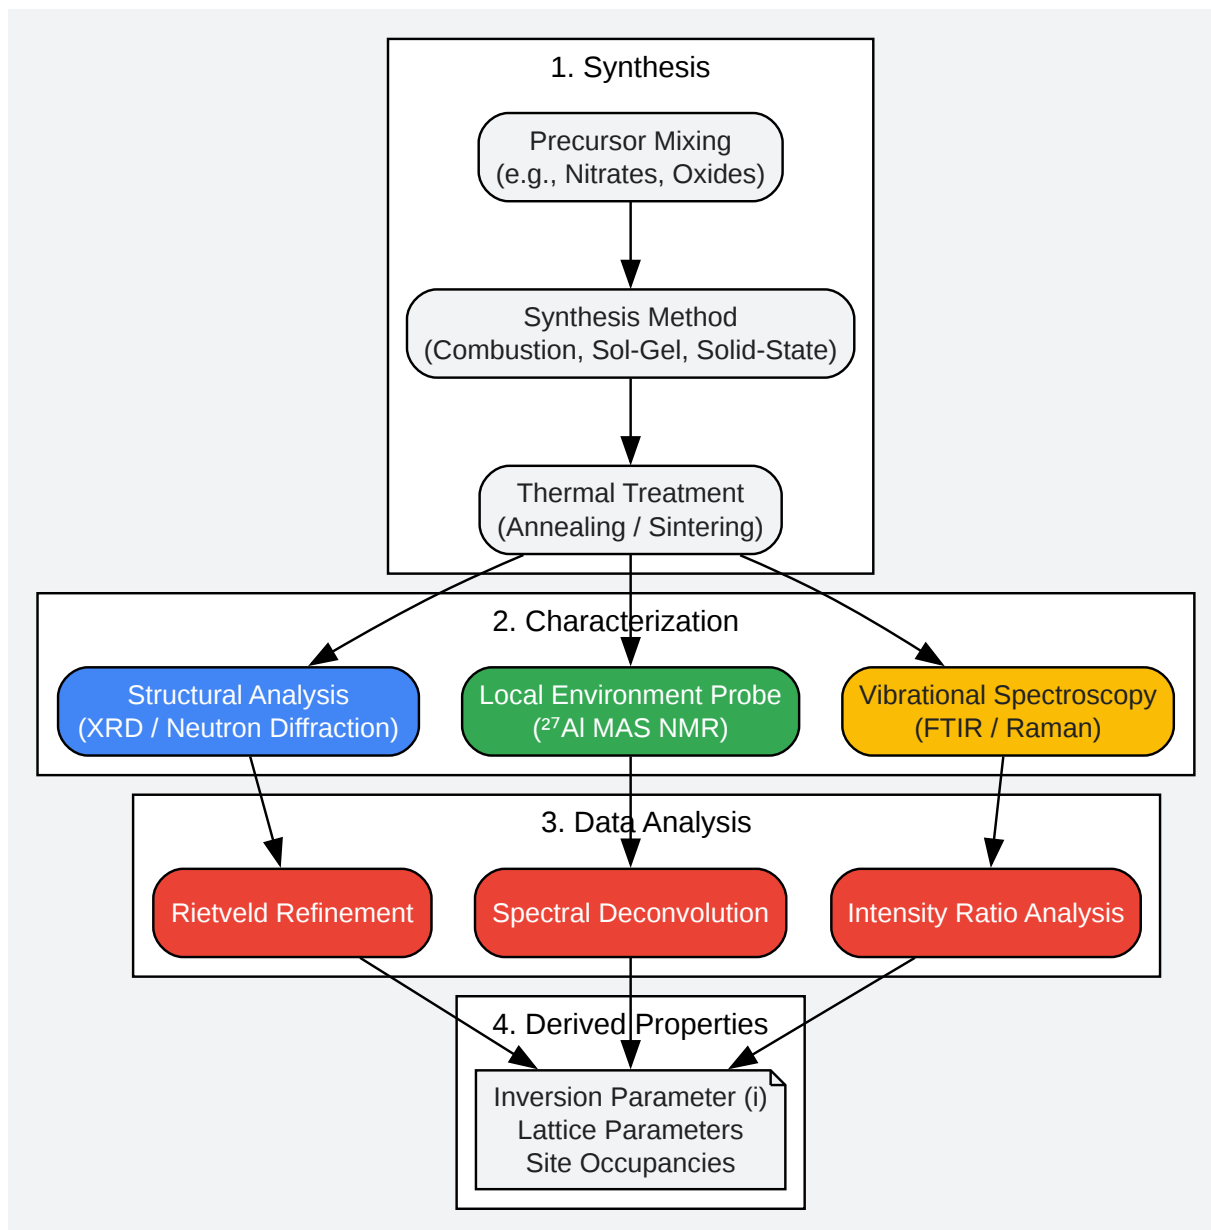 1. Synthesis
Precursor Mixing
(e.g., Nitrates, Oxides)
Synthesis Method
(Combustion, Sol-Gel, Solid-State)
Thermal Treatment
(Annealing / Sintering)
2. Characterization
Structural Analysis
(XRD / Neutron Diffraction)
Local Environment Probe
(²⁷Al MAS NMR)
Vibrational Spectroscopy
(FTIR / Raman)
3. Data Analysis
Rietveld Refinement
Spectral Deconvolution
Intensity Ratio Analysis
4. Derived Properties
Inversion Parameter (i)
Lattice Parameters
Site Occupancies